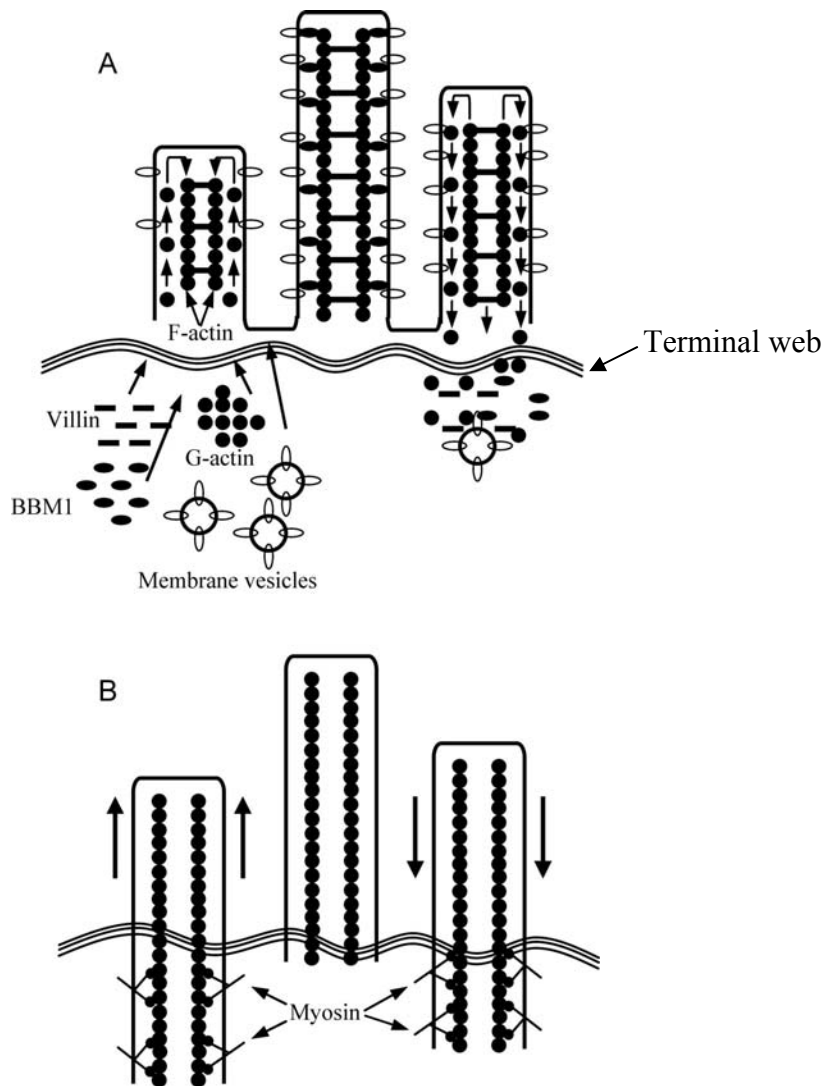 A
F-actin
Terminal web
Villin
G-actin
BBM1
Membrane vesicles
B
Myosin